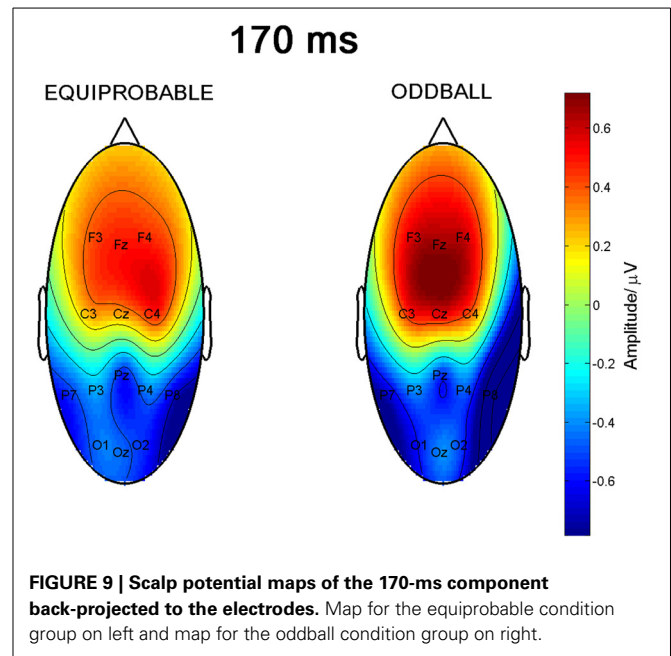 170 ms
EQUIPROBABLE
ODDBALL
F3 Fz F4
C3 Cz C4
P7 P3 Pz P4 P8
O1 Oz O2
F3 Fz F4
C3 Cz C4
P7 P3 Pz P4 P8
O1 Oz O2
0.6
0.4
0.2
0
-0.2
-0.4
-0.6
Amplitude/ μV
FIGURE 9 | Scalp potential maps of the 170-ms component
back-projected to the electrodes. Map for the equiprobable condition
group on left and map for the oddball condition group on right.